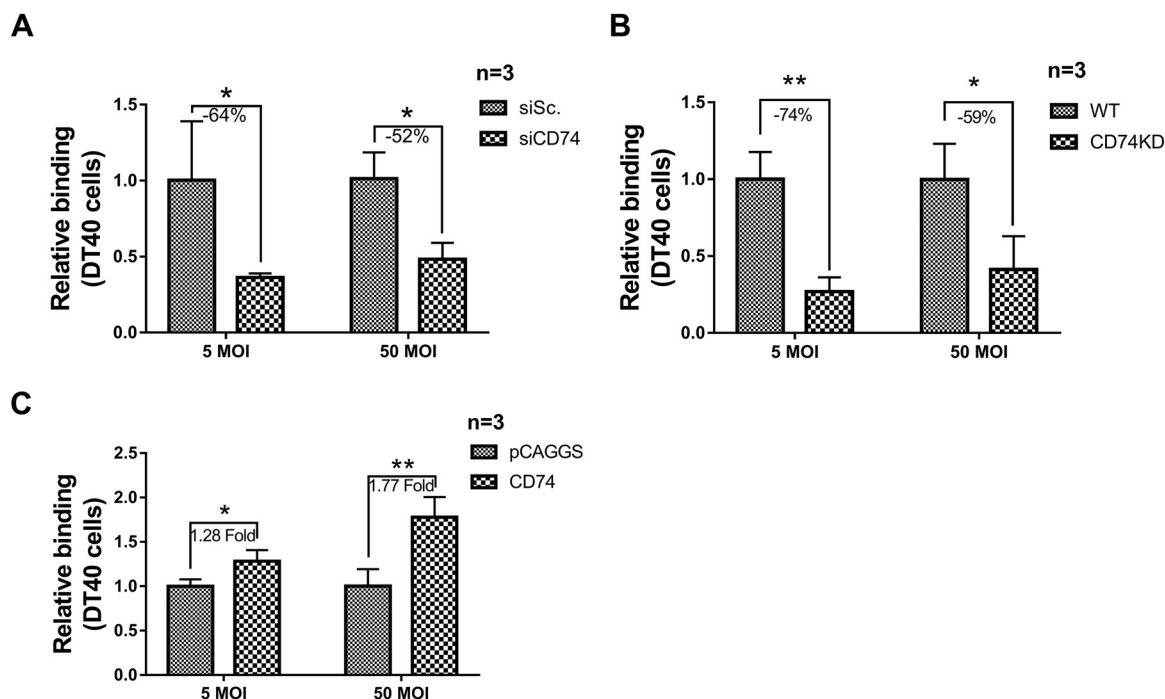 A
n=3
siSc.
siCD74
Relative binding
(DT40 cells)
1.5
1.0
0.5
0.0
*
-64%
*
-52%
5 MOI
50 MOI
B
n=3
WT
CD74KD
Relative binding
(DT40 cells)
1.5
1.0
0.5
0.0
**
-74%
*
-59%
5 MOI
50 MOI
C
n=3
pCAGGS
CD74
Relative binding
(DT40 cells)
2.5
2.0
1.5
1.0
0.5
0.0
*
1.28 Fold
**
1.77 Fold
5 MOI
50 MOI